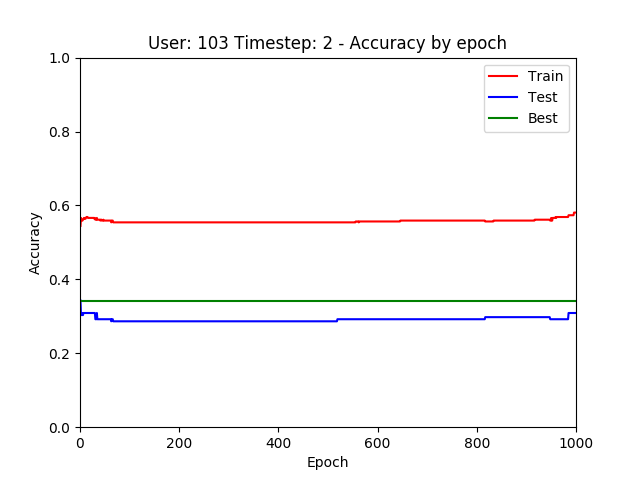 User: 103 Timestep: 2 - Accuracy by epoch
1.0
0.8
0.6
0.4
0.2
0.0
Accuracy
Train
Test
Best
0 200 400 600 800 1000
Epoch